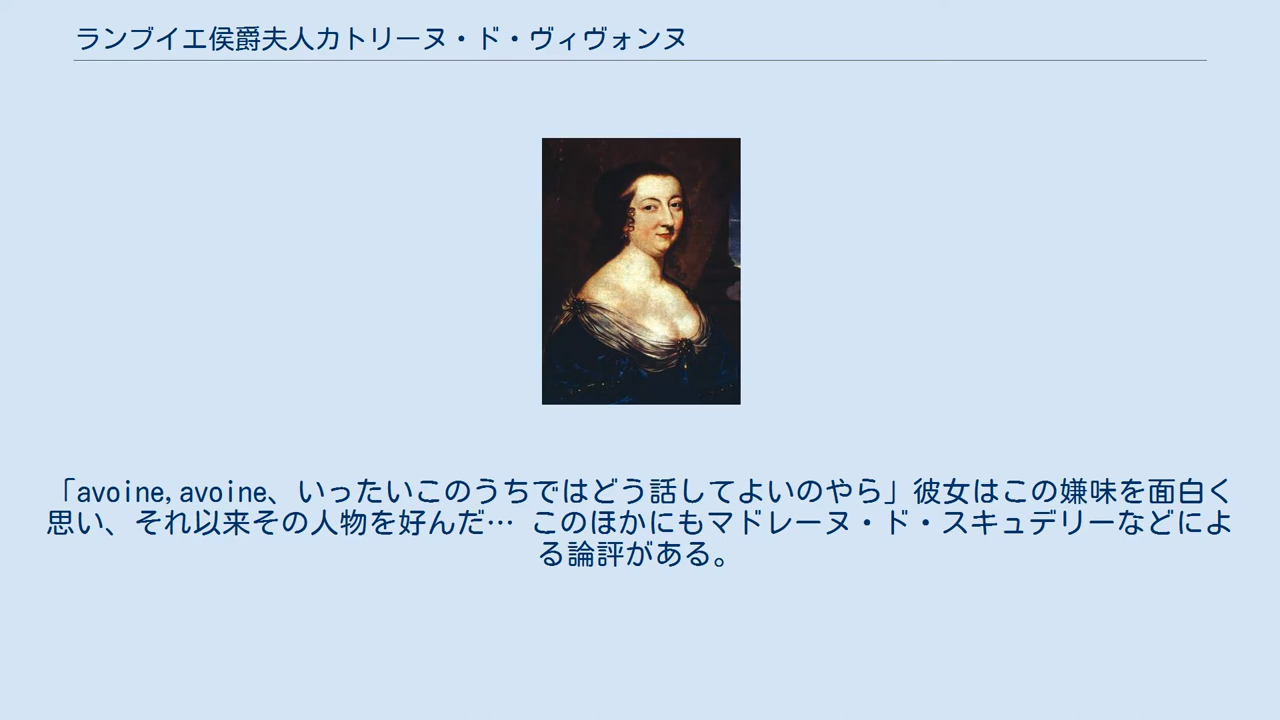 ランブイエ侯爵夫人カトリーヌ・ド・ヴィヴォンヌ
「avoine,avoine、いったいこのうちではどう話してよいのやら」彼女はこの嫌味を面白く
思い、それ以来その人物を好んだ… このほかにもマドレーヌ・ド・スキュデリーなどによ
る論評がある。